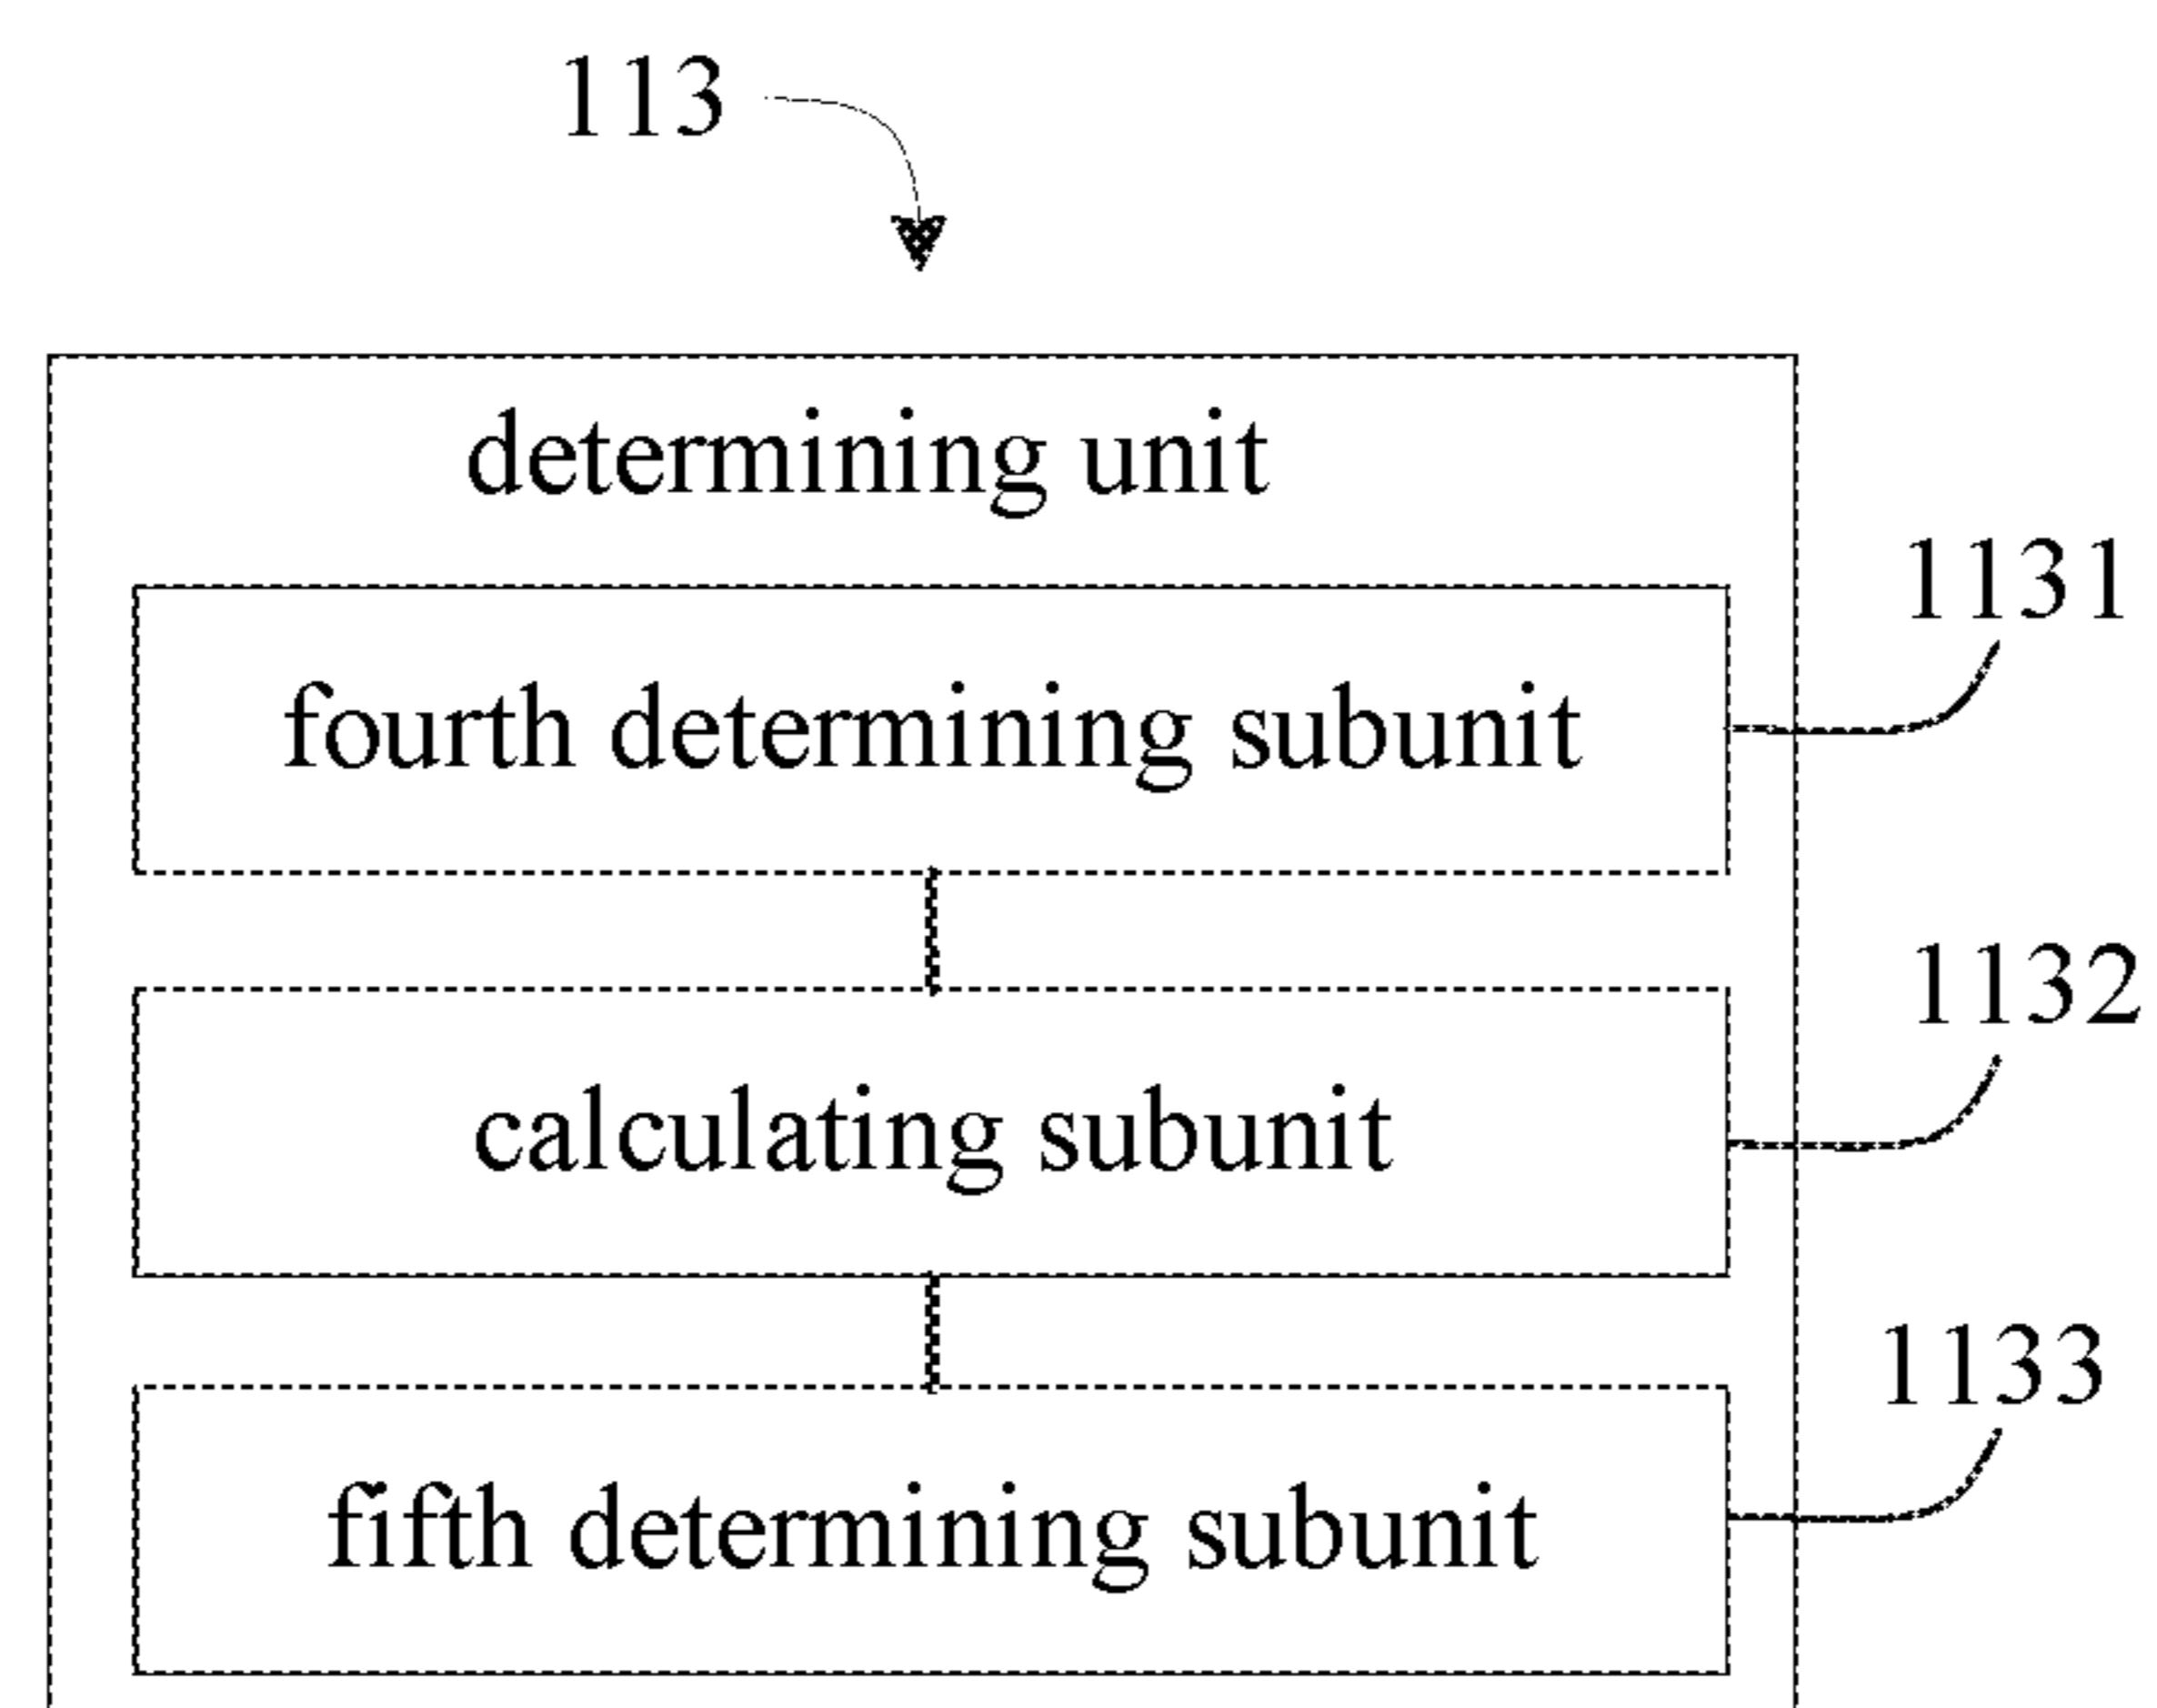 113
determining unit
1131
fourth determining subunit
1132
calculating subunit
1133
fifth determining subunit